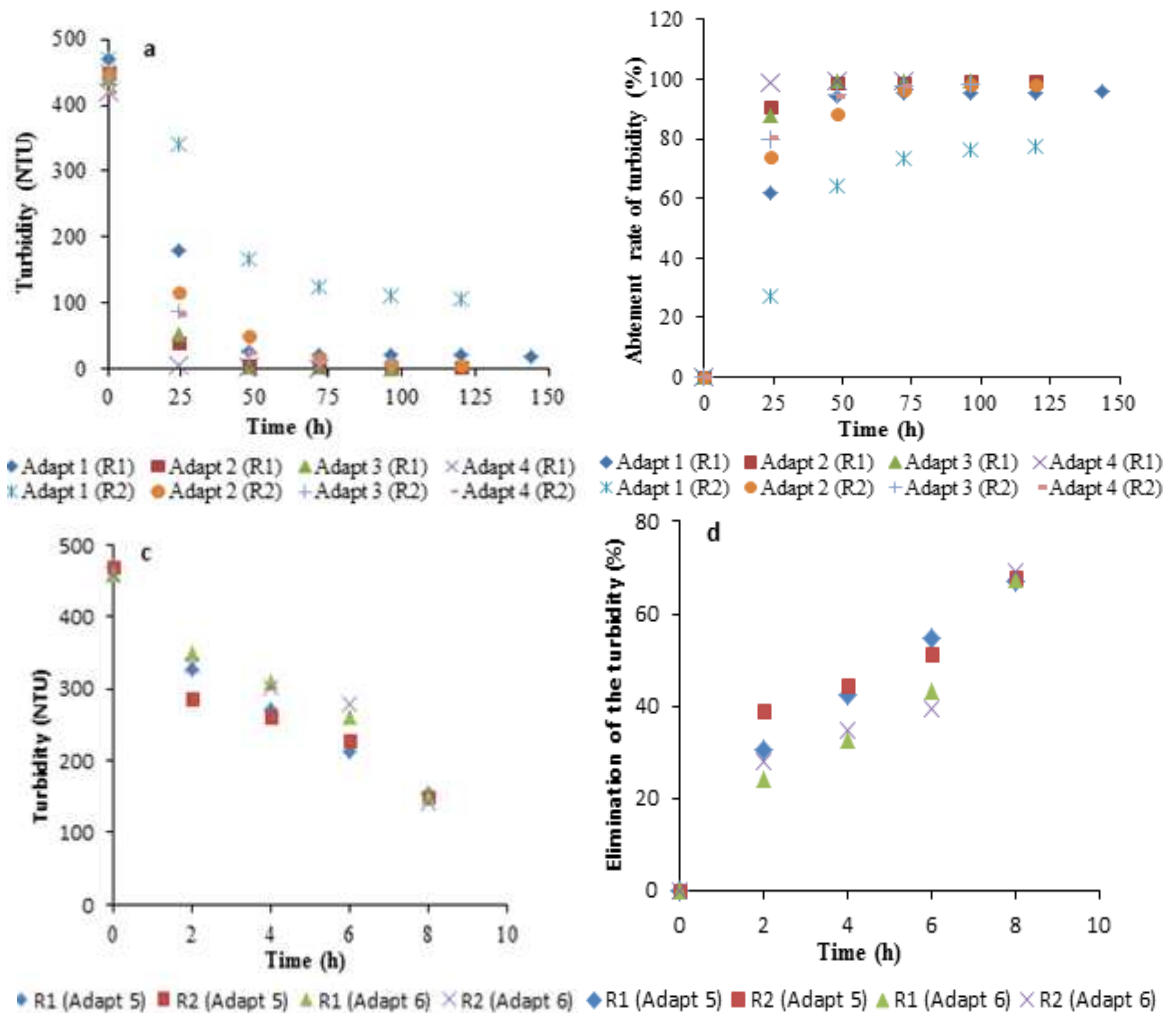 a
Turbidity (NTU)
500
400
300
200
100
0
0 25 50 75 100 125 150
Time (h)
Adapt 1 (R1) Adapt 2 (R1) Adapt 3 (R1) Adapt 4 (R1)
Adapt 1 (R2) Adapt 2 (R2) Adapt 3 (R2) Adapt 4 (R2)
Abtement rate of turbidity (%)
120
100
80
60
40
20
0
0 25 50 75 100 125 150
Time (h)
Adapt 1 (R1) Adapt 2 (R1) Adapt 3 (R1) Adapt 4 (R1)
Adapt 1 (R2) Adapt 2 (R2) Adapt 3 (R2) Adapt 4 (R2)
c
Turbidity (NTU)
500
400
300
200
100
0
0 2 4 6 8 10
Time (h)
R1 (Adapt 5) R2 (Adapt 5) R1 (Adapt 6) R2 (Adapt 6)
d
Elimination of the turbidity (%)
80
60
40
20
0
0 2 4 6 8 10
Time (h)
R1 (Adapt 5) R2 (Adapt 5) R1 (Adapt 6) R2 (Adapt 6)